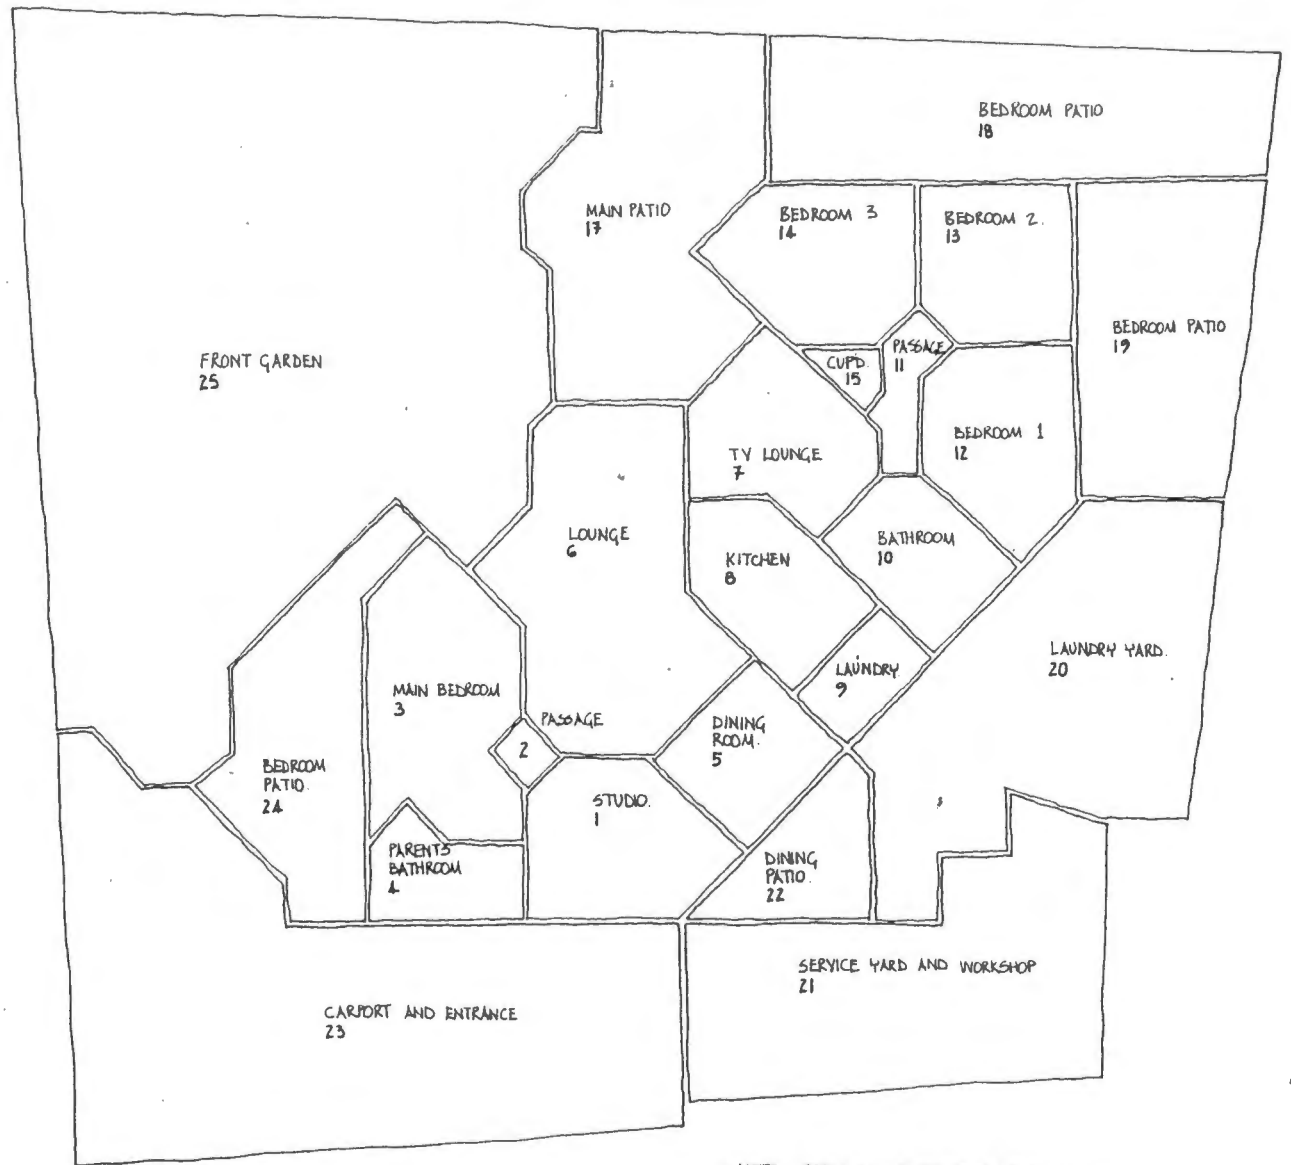 BEDROOM PATIO
18
MAIN PATIO
17
BEDROOM 3
14
BEDROOM 2.
13
BEDROOM PATIO
19
FRONT GARDEN
25
PASSAGE
11
CUP'D.
15
BEDROOM 1
12
TV LOUNGE
7
LOUNGE
6
KITCHEN
8
BATHROOM
10
LAUNDRY YARD.
20
LAUNDRY
9
MAIN BEDROOM
3
PASSAGE
2
DINING
ROOM.
5
BEDROOM
PATIO.
24
STUDIO.
1
PARENTS
BATHROOM
4
DINING
PATIO.
22
SERVICE YARD AND WORKSHOP
21
CARPORT AND ENTRANCE
23